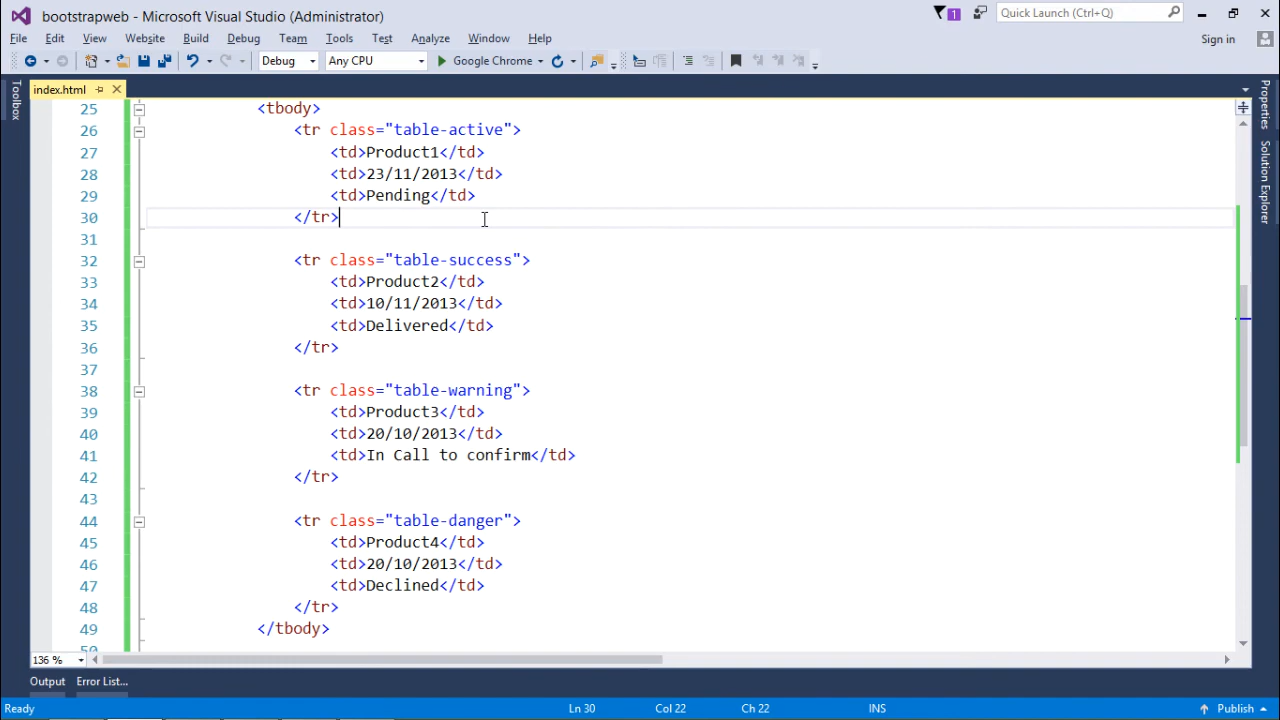 bootstrapweb - Microsoft Visual Studio (Administrator)
1
Quick Launch (Ctrl+Q)
File Edit View Website Build Debug Team Tools Test Analyze Window Help
Sign in
Debug Any CPU Google Chrome
Toolbox
index.html
Properties
Solution Explorer
25 <tbody>
26 <tr class="table-active">
27 <td>Product1</td>
28 <td>23/11/2013</td>
29 <td>Pending</td>
30 </tr>
31
32 <tr class="table-success">
33 <td>Product2</td>
34 <td>10/11/2013</td>
35 <td>Delivered</td>
36 </tr>
37
38 <tr class="table-warning">
39 <td>Product3</td>
40 <td>20/10/2013</td>
41 <td>In Call to confirm</td>
42 </tr>
43
44 <tr class="table-danger">
45 <td>Product4</td>
46 <td>20/10/2013</td>
47 <td>Declined</td>
48 </tr>
49 </tbody>
50
136 %
Output Error List...
Ready Ln 30 Col 22 Ch 22 INS Publish